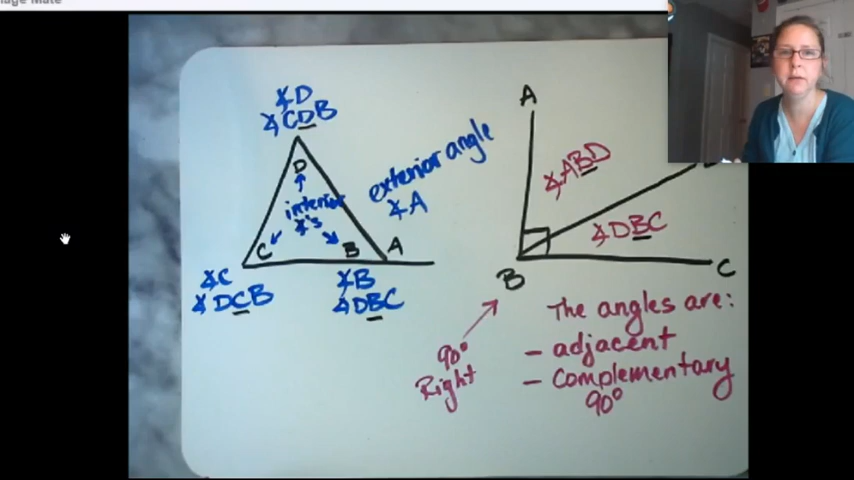 ∡D
∡CDB
D
interior
∡'s
C
B
A
exterior angle
∡A
∡C
∡DCB
∡B
∡DBC
A
∡ABD
∡DBC
B
C
90°
Right
The angles are:
- adjacent
- Complementary
90°